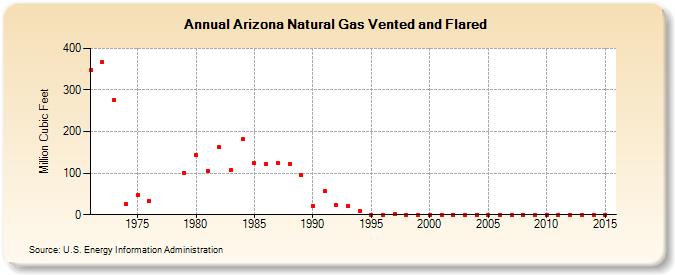 Annual Arizona Natural Gas Vented and Flared
Million Cubic Feet
400
300
200
100
0
1975 1980 1985 1990 1995 2000 2005 2010 2015
Source: U.S. Energy Information Administration